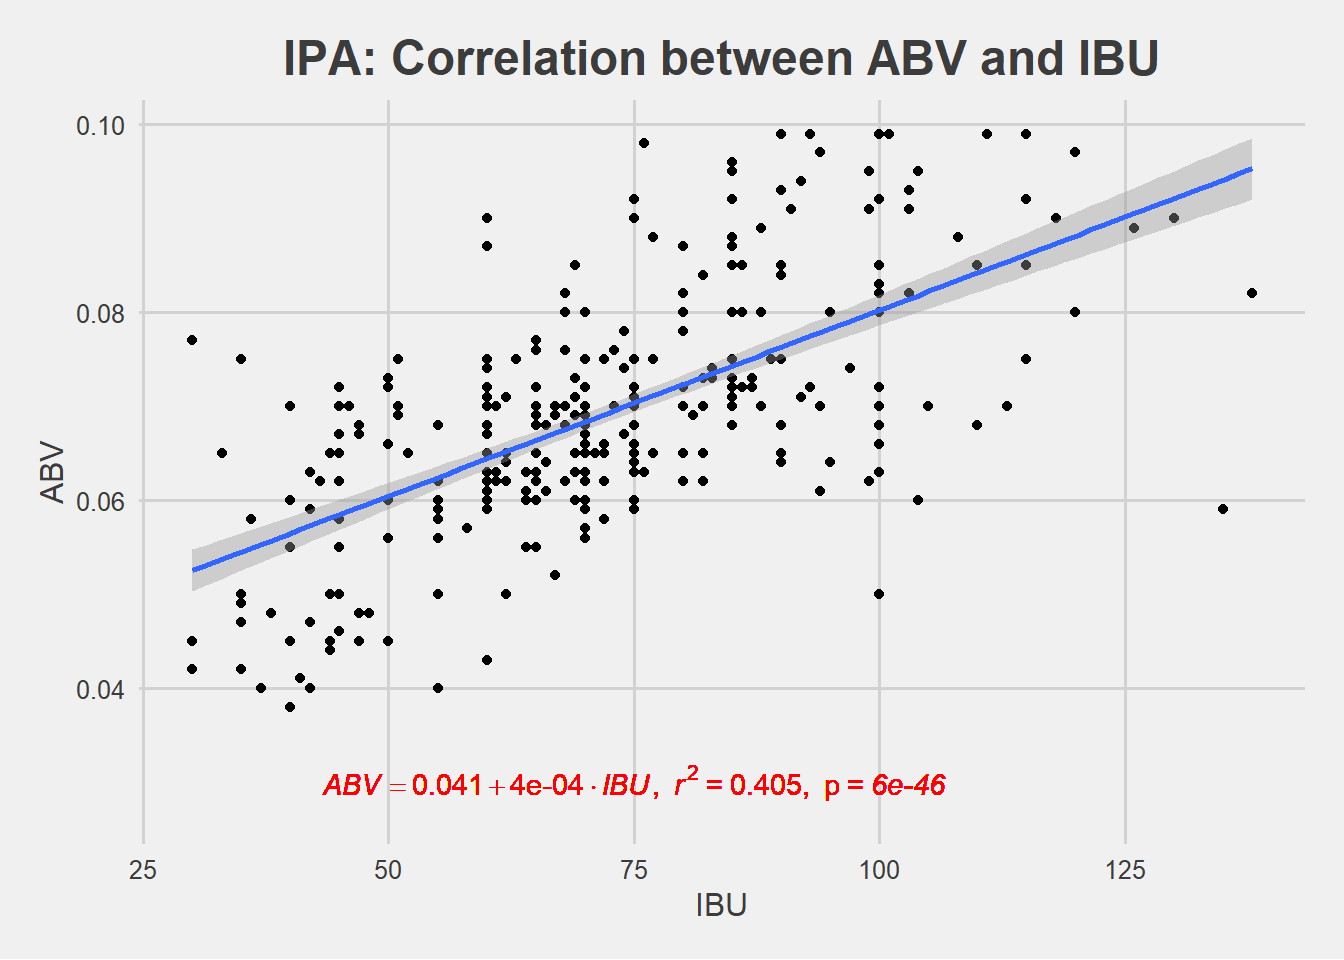 IPA: Correlation between ABV and IBU
0.10
0.08
0.06
0.04
ABV
ABV = 0.041 + 4e-04 · IBU, r² = 0.405, p = 6e-46
25 50 75 100 125
IBU